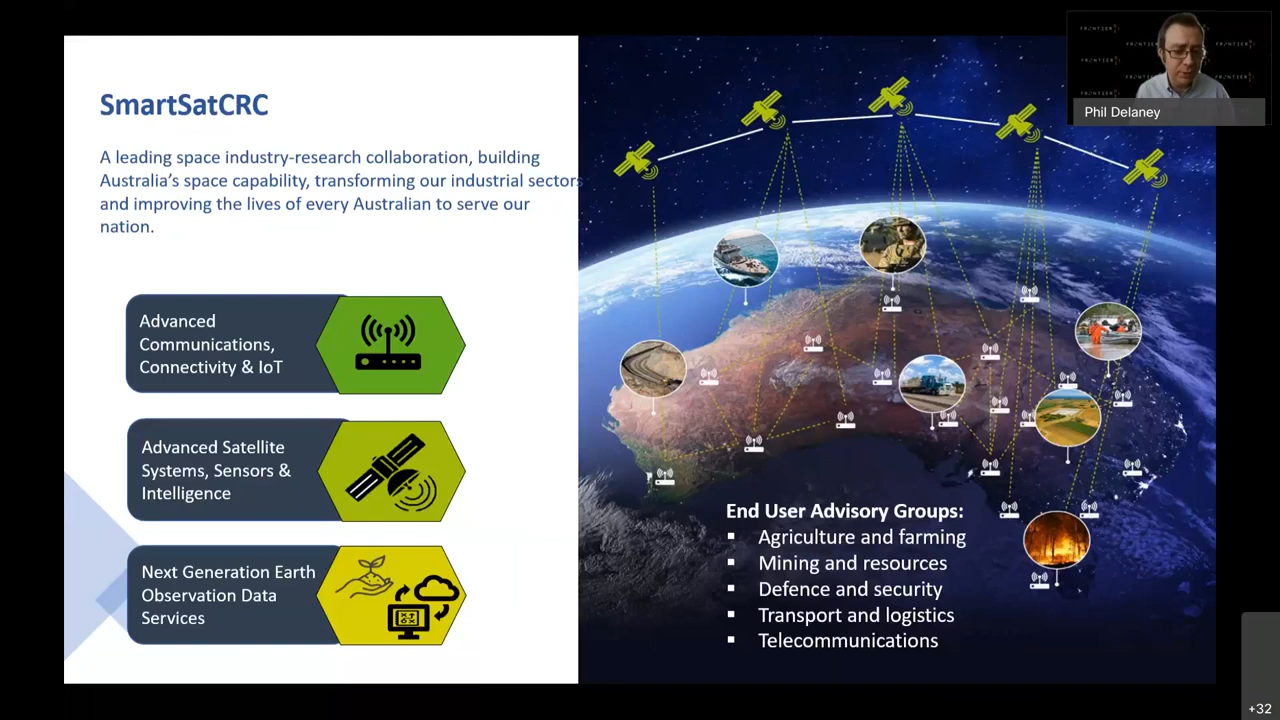 SmartSatCRC
A leading space industry-research collaboration, building
Australia's space capability, transforming our industrial sectors
and improving the lives of every Australian to serve our
nation.
Advanced
Communications,
Connectivity & IoT
Advanced Satellite
Systems, Sensors &
Intelligence
Next Generation Earth
Observation Data
Services
End User Advisory Groups:
▪ Agriculture and farming
▪ Mining and resources
▪ Defence and security
▪ Transport and logistics
▪ Telecommunications
Phil Delaney
+32